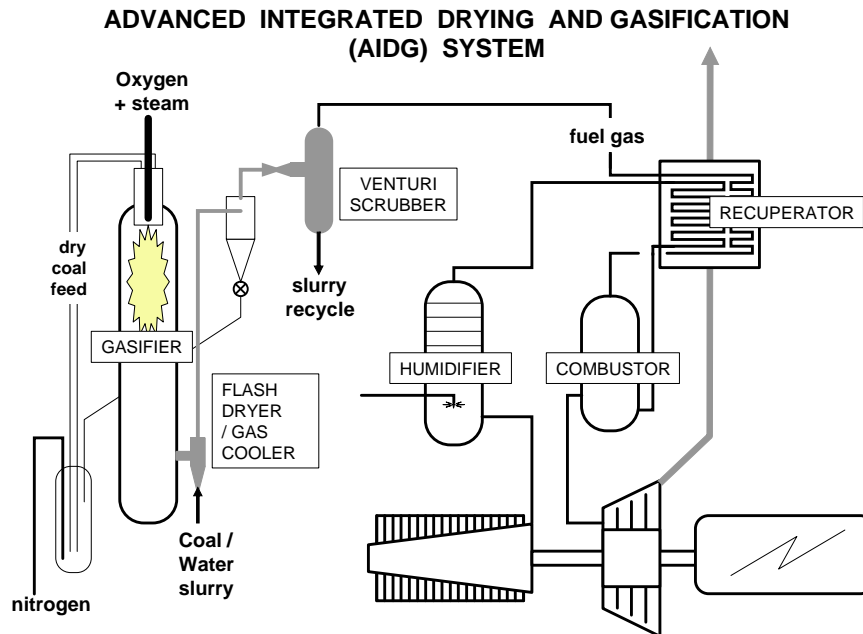 ADVANCED INTEGRATED DRYING AND GASIFICATION
(AIDG) SYSTEM
Oxygen
+ steam
fuel gas
VENTURI
SCRUBBER
RECUPERATOR
dry
coal
feed
slurry
recycle
GASIFIER
HUMIDIFIER
COMBUSTOR
FLASH
DRYER
/ GAS
COOLER
Coal /
Water
slurry
nitrogen